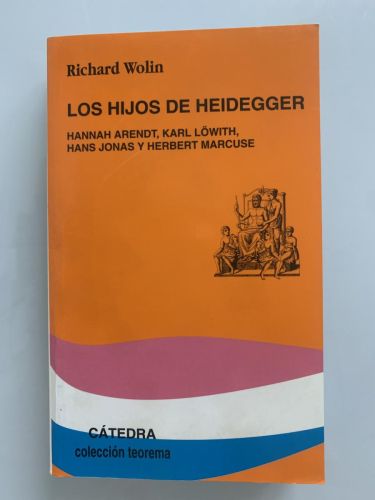 Richard Wolin
LOS HIJOS DE HEIDEGGER
HANNAH ARENDT, KARL LÖWITH,
HANS JONAS Y HERBERT MARCUSE
CÁTEDRA
colección teorema